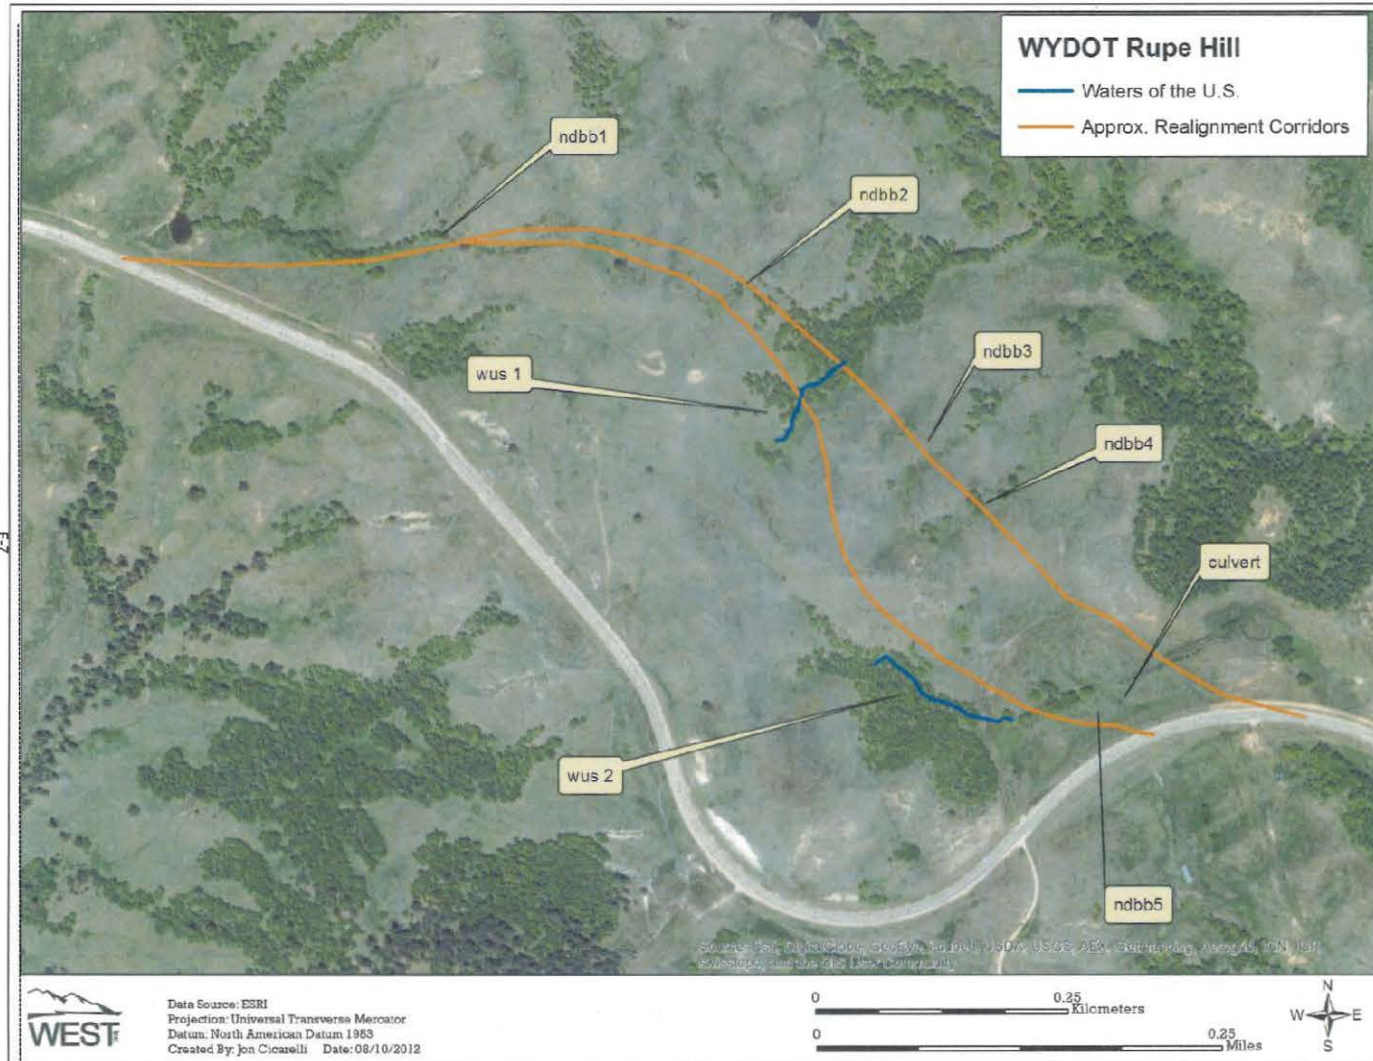 WYDOT Rupe Hill
Waters of the U.S.
Approx. Realignment Corridors
ndbb1
ndbb2
ndbb3
wus 1
ndbb4
culvert
wus 2
ndbb5
E-7
WEST
Data Source: ESRI
Projection: Universal Transverse Mercator
Datum: North American Datum 1983
Created By: Jon Cicarelli Date: 08/10/2012
0 0.25
Kilometers
0 0.25
Miles
N
W E
S